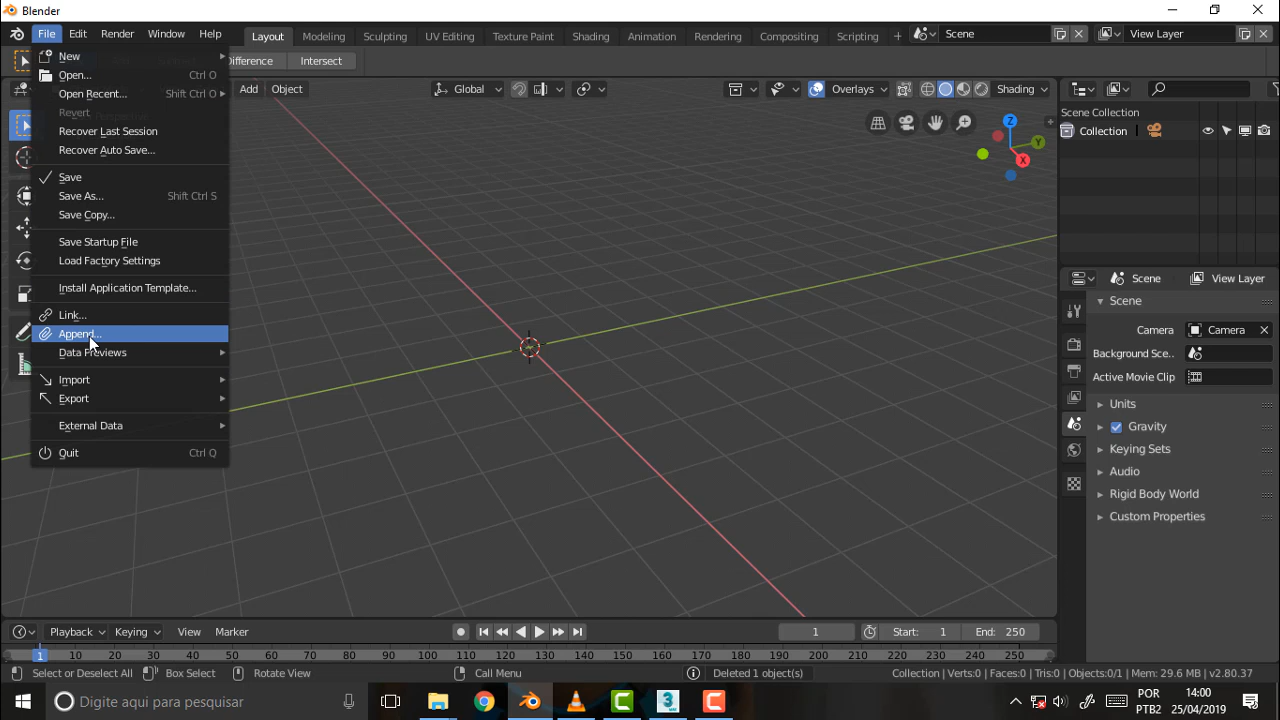 Blender
File Edit Render Window Help Layout Modeling Sculpting UV Editing Texture Paint Shading Animation Rendering Compositing Scripting Scene View Layer
Difference Intersect
Add Object Global Overlays Shading
New
Open... Ctrl O
Open Recent... Shift Ctrl O
Revert
Recover Last Session
Recover Auto Save...
Save
Save As... Shift Ctrl S
Save Copy...
Save Startup File
Load Factory Settings
Install Application Template...
Link...
Append...
Data Previews
Import
Export
External Data
Quit Ctrl Q
Z
Y
X
Scene Collection
Collection
Scene View Layer
Scene
Camera Camera
Background Sce..
Active Movie Clip
Units
Gravity
Keying Sets
Audio
Rigid Body World
Custom Properties
Playback Keying View Marker 1 Start: 1 End: 250
1 10 20 30 40 50 60 70 80 90 100 110 120 130 140 150 160 170 180 190 200 210 220 230 240 250
Select or Deselect All Box Select Rotate View Call Menu Deleted 1 object(s) Collection | Verts:0 | Faces:0 | Tris:0 | Objects:0/1 | Mem: 29.6 MB | v2.80.37
Digite aqui para pesquisar
POR
PTB2
14:00
25/04/2019